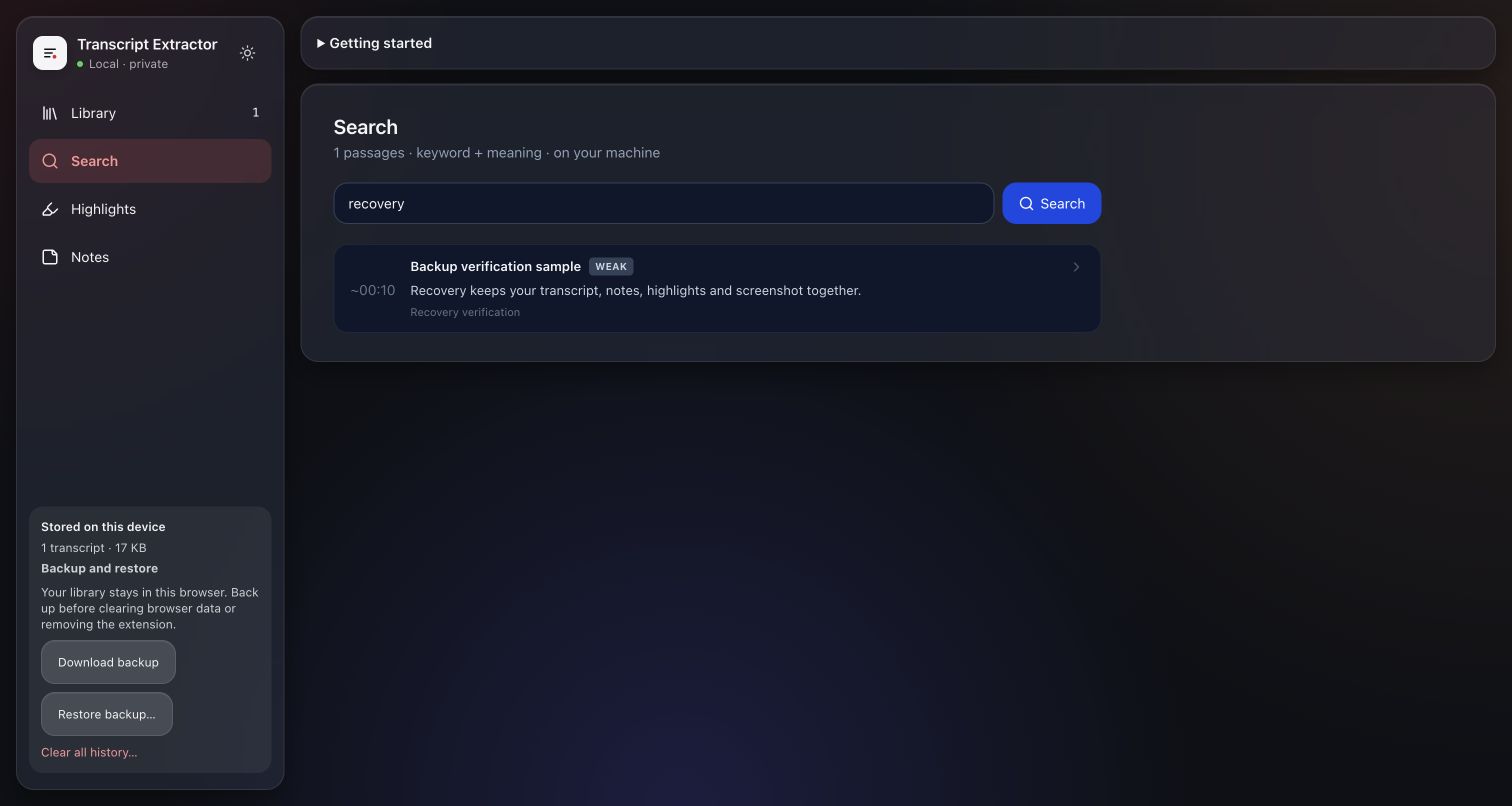 Transcript Extractor
Local · private
Library 1
Search
Highlights
Notes
Stored on this device
1 transcript · 17 KB
Backup and restore
Your library stays in this browser. Back
up before clearing browser data or
removing the extension.
Download backup
Restore backup...
Clear all history...
▶ Getting started
Search
1 passages · keyword + meaning · on your machine
recovery
Search
Backup verification sample WEAK
~00:10 Recovery keeps your transcript, notes, highlights and screenshot together.
Recovery verification